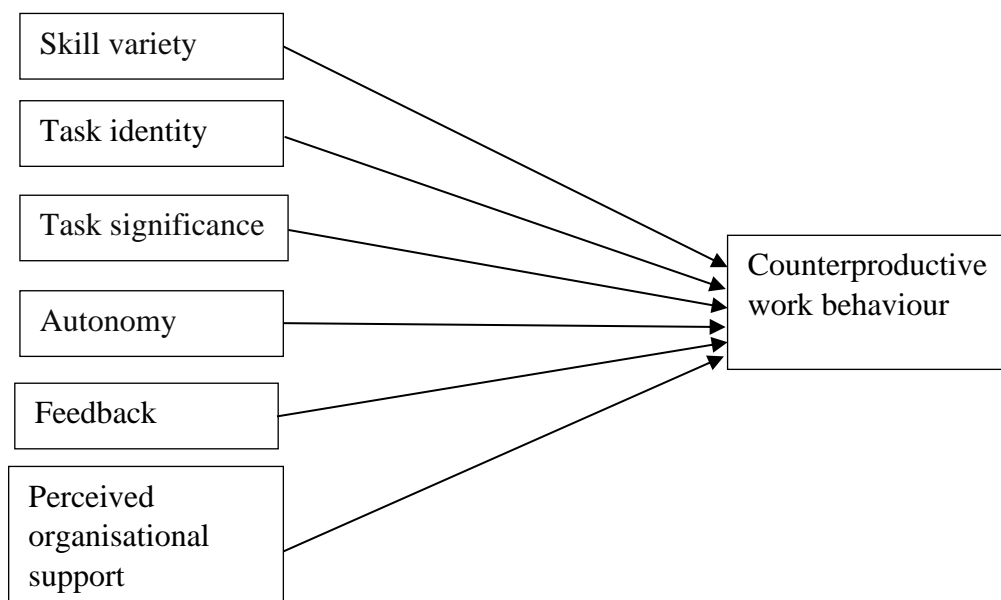 Skill variety
Task identity
Task significance
Autonomy
Feedback
Perceived
organisational
support
Counterproductive
work behaviour